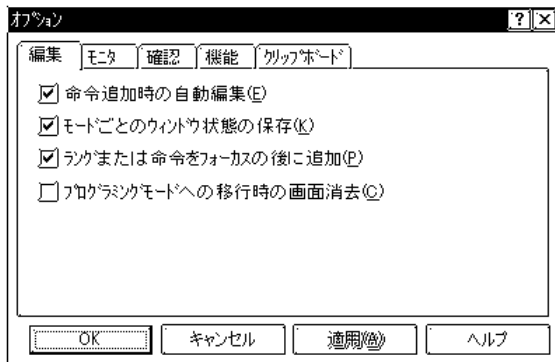 オプション
編集 モニタ 確認 機能 クリップボード
命令追加時の自動編集(E)
モードごとのウィンドウ状態の保存(K)
ラングまたは命令をフォーカスの後に追加(P)
プログラミングモードへの移行時の画面消去(C)
OK キャンセル 適用(A) ヘルプ